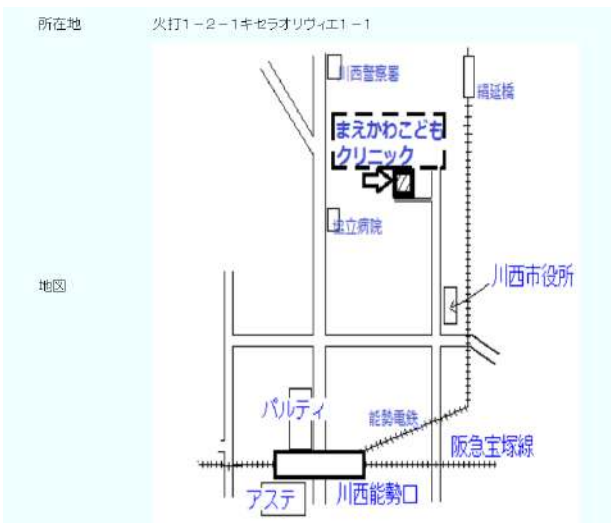 所在地
火打1-2-1キセラオリヴィエ1-1
地図
川西警察署
絹延橋
まえかわこども
クリニック
協立病院
川西市役所
パルティ
能勢電鉄
阪急宝塚線
アステ
川西能勢口